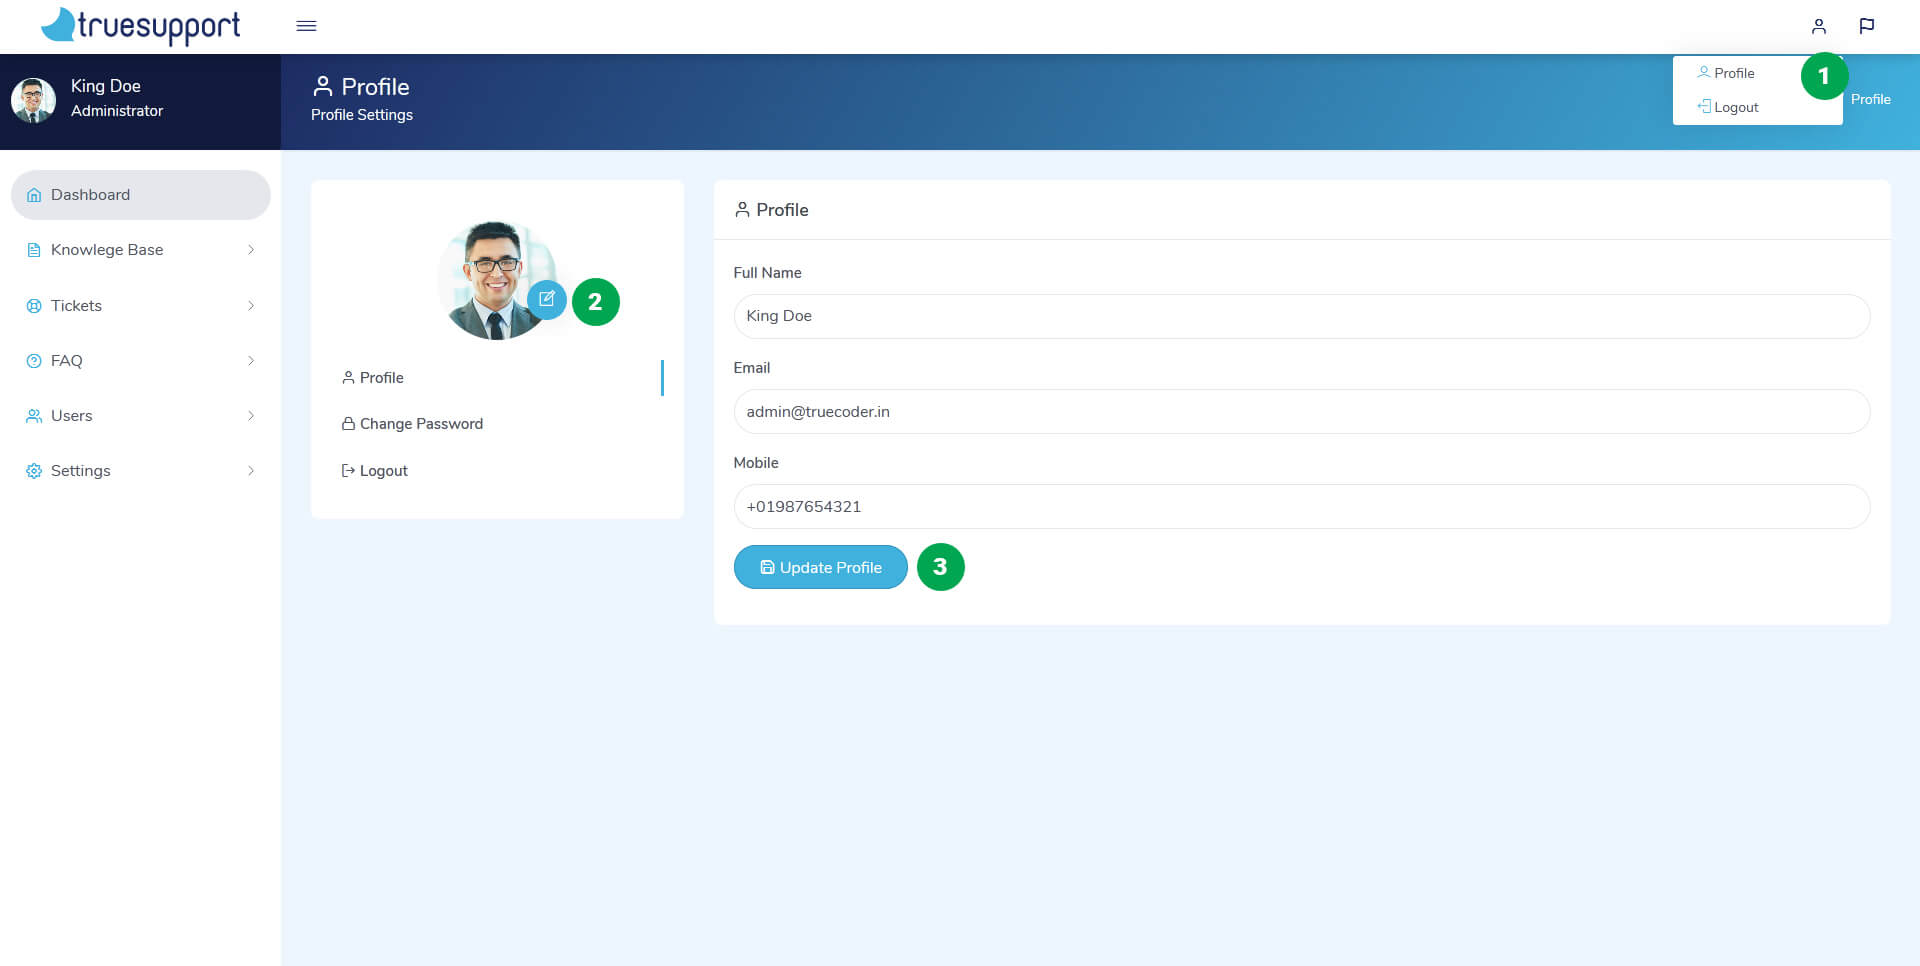 truesupport
King Doe
Administrator
Profile
Profile Settings
Profile
Logout
1
Profile
Dashboard
Knowlege Base
Tickets
FAQ
Users
Settings
2
Profile
Change Password
Logout
Profile
Full Name
King Doe
Email
admin@truecoder.in
Mobile
+01987654321
Update Profile
3